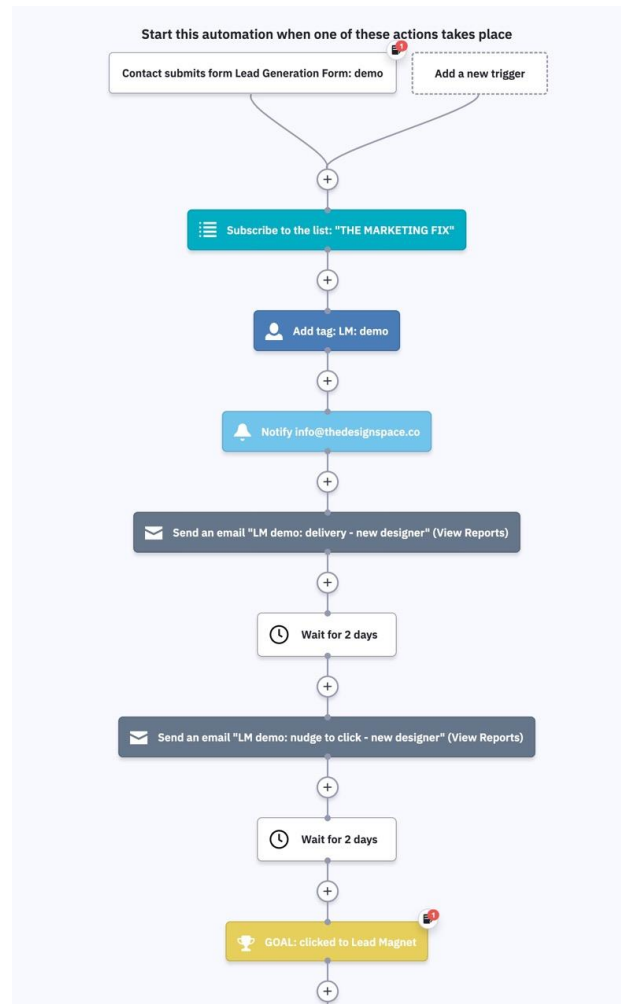 Start this automation when one of these actions takes place
1
Contact submits form Lead Generation Form: demo
Add a new trigger
+
Subscribe to the list: "THE MARKETING FIX"
+
Add tag: LM: demo
+
Notify info@thedesignspace.co
+
Send an email "LM demo: delivery - new designer" (View Reports)
+
Wait for 2 days
+
Send an email "LM demo: nudge to click - new designer" (View Reports)
+
Wait for 2 days
+
1
GOAL: clicked to Lead Magnet
+